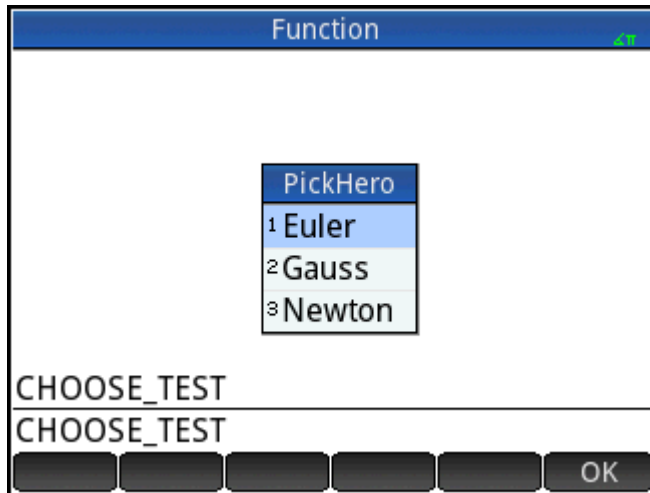 Function
∡π
PickHero
1 Euler
2 Gauss
3 Newton
CHOOSE_TEST
CHOOSE_TEST
OK